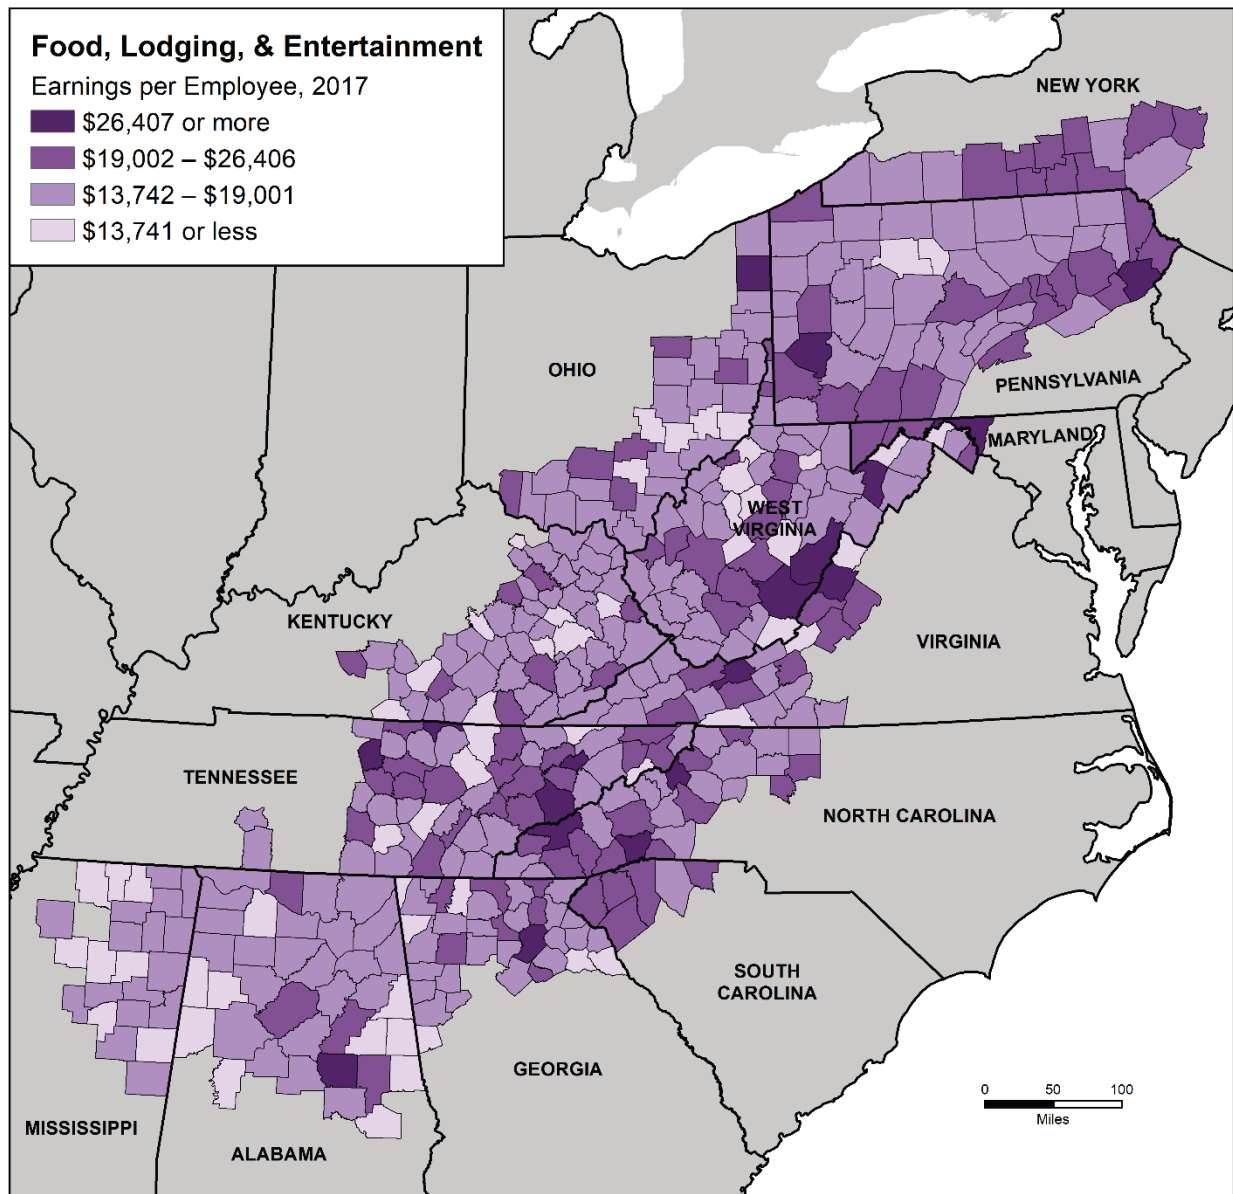 Food, Lodging, & Entertainment
Earnings per Employee, 2017
$26,407 or more
$19,002 – $26,406
$13,742 – $19,001
$13,741 or less
NEW YORK
OHIO
PENNSYLVANIA
MARYLAND
WEST
VIRGINIA
KENTUCKY
VIRGINIA
TENNESSEE
NORTH CAROLINA
SOUTH
CAROLINA
GEORGIA
MISSISSIPPI
ALABAMA
0 50 100
Miles